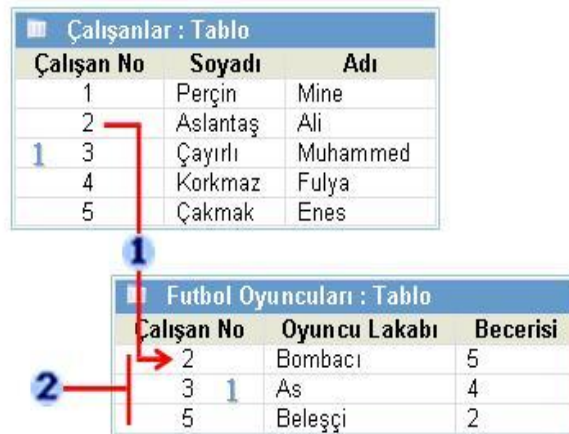 Çalışanlar : Tablo
Çalışan No Soyadı Adı
1 Perçin Mine
2 Aslantaş Ali
1 3 Çayırlı Muhammed
4 Korkmaz Fulya
5 Çakmak Enes
1
Futbol Oyuncuları : Tablo
Çalışan No Oyuncu Lakabı Becerisi
2 Bombacı 5
2 3 1 As 4
5 Beleşçi 2